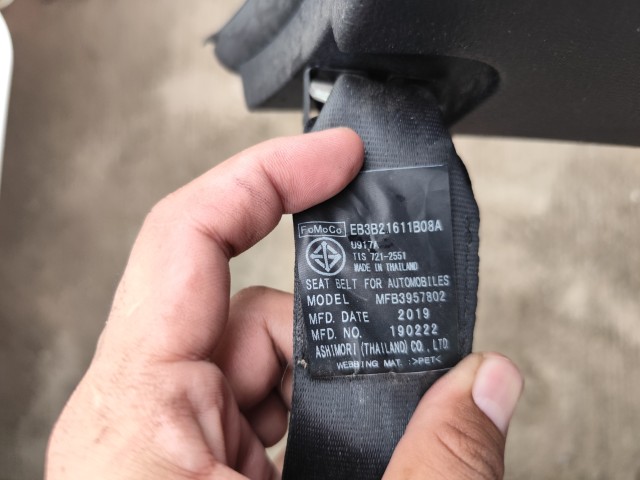 FoMoCo EB3B21611B08A
U917A
TIS 721-2551
MADE IN THAILAND
SEAT BELT FOR AUTOMOBILES
MODEL MFB3957802
MFD. DATE 2019
MFD. NO. 190222
ASHIMORI (THAILAND) CO., LTD.
WEBBING MAT. :>PET<